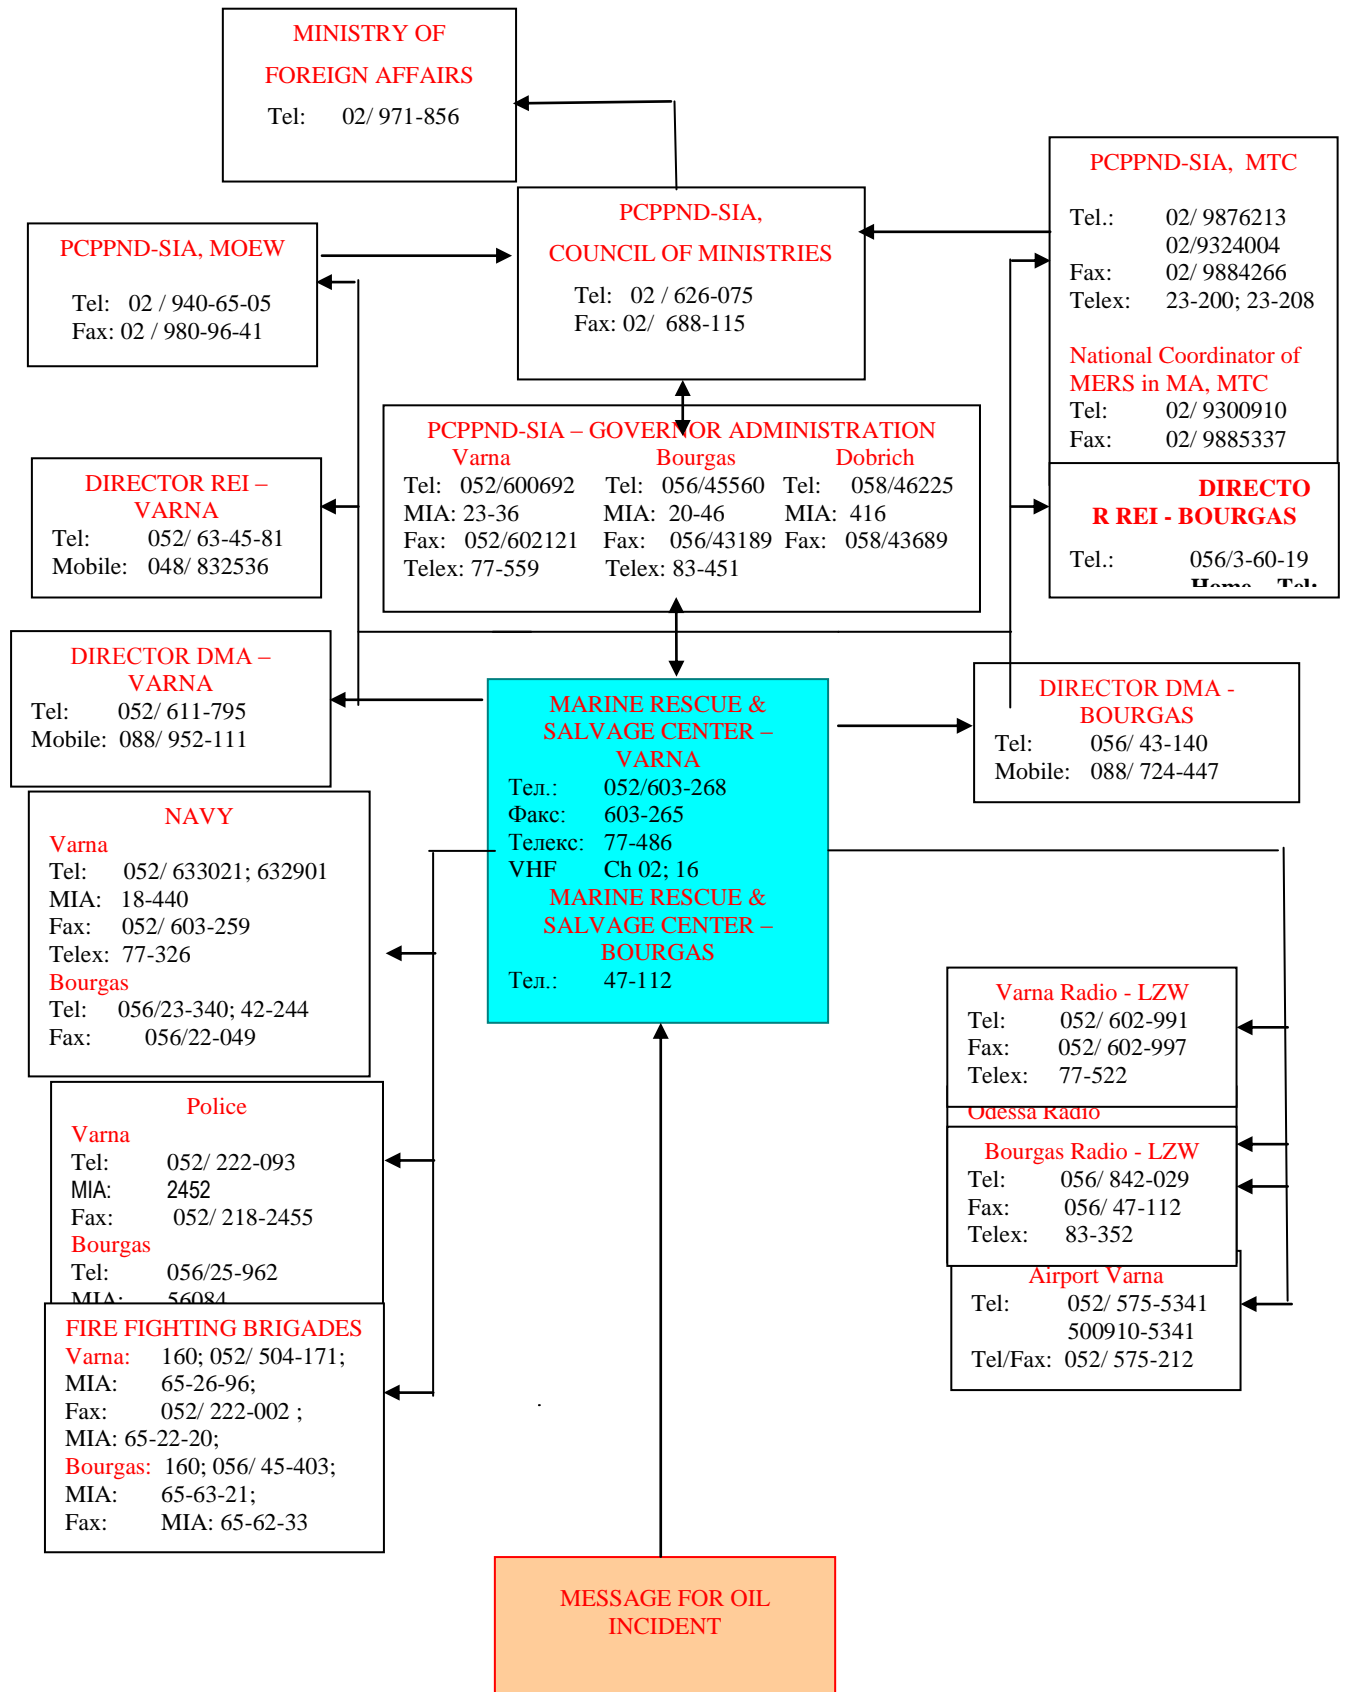 MINISTRY OF
FOREIGN AFFAIRS
Tel: 02/ 971-856
PCPPND-SIA, MTC
Tel.: 02/ 9876213
02/9324004
Fax: 02/ 9884266
Telex: 23-200; 23-208
National Coordinator of
MERS in MA, MTC
Tel: 02/ 9300910
Fax: 02/ 9885337
PCPPND-SIA,
COUNCIL OF MINISTRIES
Tel: 02 / 626-075
Fax: 02/ 688-115
PCPPND-SIA, MOEW
Tel: 02 / 940-65-05
Fax: 02 / 980-96-41
PCPPND-SIA – GOVERNOR ADMINISTRATION
Varna Bourgas Dobrich
Tel: 052/600692 Tel: 056/45560 Tel: 058/46225
MIA: 23-36 MIA: 20-46 MIA: 416
Fax: 052/602121 Fax: 056/43189 Fax: 058/43689
Telex: 77-559 Telex: 83-451
DIRECTOR REI –
VARNA
Tel: 052/ 63-45-81
Mobile: 048/ 832536
DIRECTO
R REI - BOURGAS
Tel.: 056/3-60-19
Home Tel:
DIRECTOR DMA –
VARNA
Tel: 052/ 611-795
Mobile: 088/ 952-111
MARINE RESCUE &
SALVAGE CENTER –
VARNA
Тел.: 052/603-268
Факс: 603-265
Телекс: 77-486
VHF Ch 02; 16
MARINE RESCUE &
SALVAGE CENTER –
BOURGAS
Тел.: 47-112
DIRECTOR DMA -
BOURGAS
Tel: 056/ 43-140
Mobile: 088/ 724-447
NAVY
Varna
Tel: 052/ 633021; 632901
MIA: 18-440
Fax: 052/ 603-259
Telex: 77-326
Bourgas
Tel: 056/23-340; 42-244
Fax: 056/22-049
Varna Radio - LZW
Tel: 052/ 602-991
Fax: 052/ 602-997
Telex: 77-522
Odessa Radio
Bourgas Radio - LZW
Tel: 056/ 842-029
Fax: 056/ 47-112
Telex: 83-352
Airport Varna
Tel: 052/ 575-5341
500910-5341
Tel/Fax: 052/ 575-212
Police
Varna
Tel: 052/ 222-093
MIA: 2452
Fax: 052/ 218-2455
Bourgas
Tel: 056/25-962
MIA: 56084
FIRE FIGHTING BRIGADES
Varna: 160; 052/ 504-171;
MIA: 65-26-96;
Fax: 052/ 222-002 ;
MIA: 65-22-20;
Bourgas: 160; 056/ 45-403;
MIA: 65-63-21;
Fax: MIA: 65-62-33
MESSAGE FOR OIL
INCIDENT